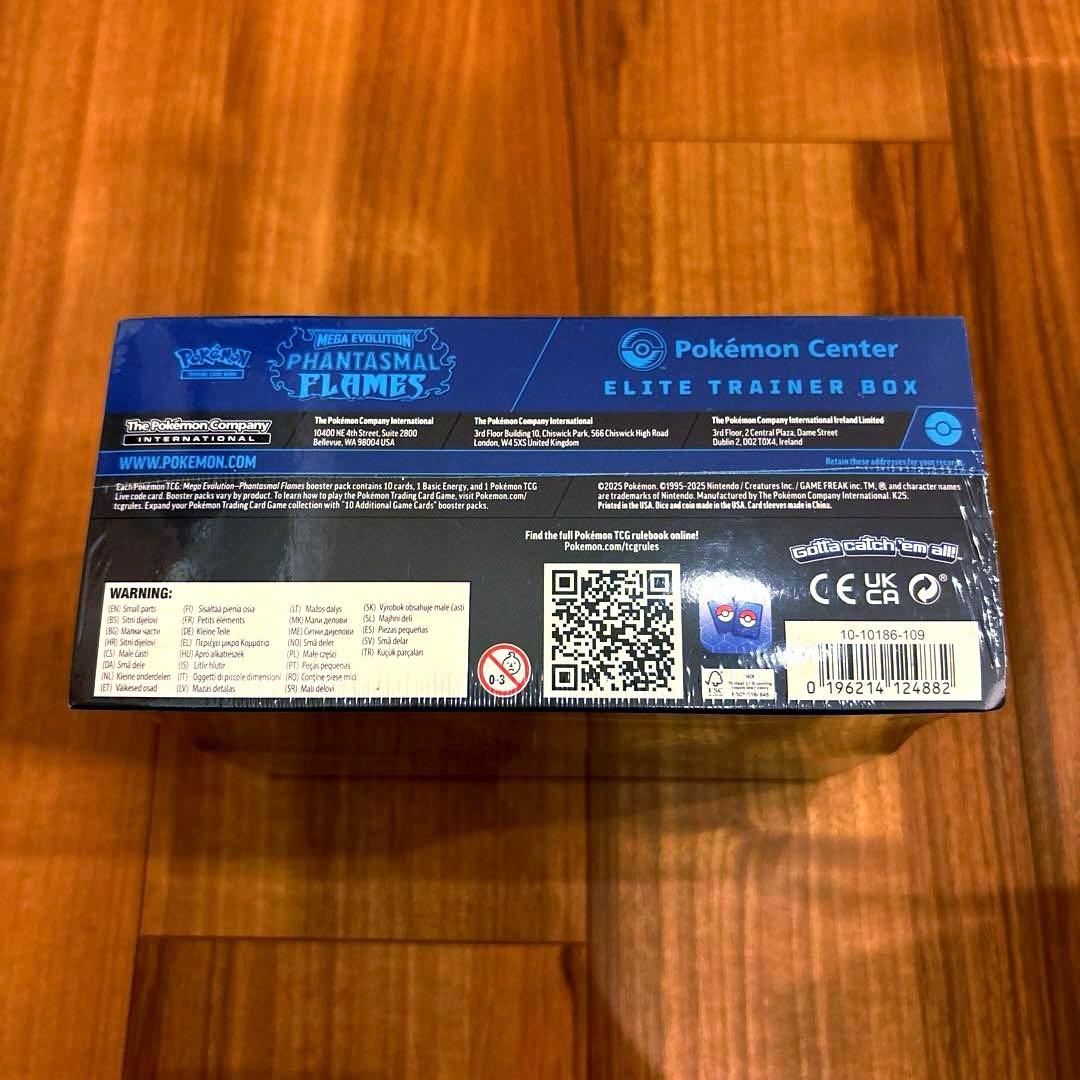 Pokémon
TRADING CARD GAME
MEGA EVOLUTION
PHANTASMAL
FLAMES
Pokémon Center
ELITE TRAINER BOX
The Pokémon Company
INTERNATIONAL
The Pokémon Company International
10400 NE 4th Street, Suite 2800
Bellevue, WA 98004 USA
The Pokémon Company International
3rd Floor Building 10, Chiswick Park, 566 Chiswick High Road
London, W4 5XS United Kingdom
The Pokémon Company International Ireland Limited
3rd Floor, 2 Central Plaza, Dame Street
Dublin 2, D02 T0X4, Ireland
WWW.POKEMON.COM
Retain these addresses for your records.
Each Pokémon TCG: Mega Evolution—Phantasmal Flames booster pack contains 10 cards, 1 Basic Energy, and 1 Pokémon TCG
Live code card. Booster packs vary by product. To learn how to play the Pokémon Trading Card Game, visit Pokemon.com/
tcgrules. Expand your Pokémon Trading Card Game collection with "10 Additional Game Cards" booster packs.
©2025 Pokémon. ©1995–2025 Nintendo / Creatures Inc. / GAME FREAK inc. TM, ®, and character names
are trademarks of Nintendo. Manufactured by The Pokémon Company International. K25.
Printed in the USA. Dice and coin made in the USA. Card sleeves made in China.
Find the full Pokémon TCG rulebook online!
Pokemon.com/tcgrules
Gotta catch 'em all!™
CE UK
CA
WARNING:
(EN) Small parts
(BS) Sitni dijelovi
(BG) Малки части
(HR) Sitni dijelovi
(CS) Malé části
(DA) Små dele
(NL) Kleine onderdelen
(ET) Väikesed osad
(FI) Sisältää pieniä osia
(FR) Petits éléments
(DE) Kleine Teile
(EL) Περιέχει μικρά Κομμάτια
(HU) Apró alkatrészek
(IS) Litlir hlutir
(IT) Oggetti di piccole dimensioni
(LV) Mazas detaļas
(LT) Mažos dalys
(MK) Мали делови
(ME) Ситни дијелови
(NO) Små deler
(PL) Małe części
(PT) Peças pequenas
(RO) Conține piese mici
(SR) Mali delovi
(SK) Výrobok obsahuje malé časti
(SL) Majhni deli
(ES) Piezas pequeñas
(SV) Små delar
(TR) Küçük parçaları
0-3
FSC
10-10186-109
0 196214 124882